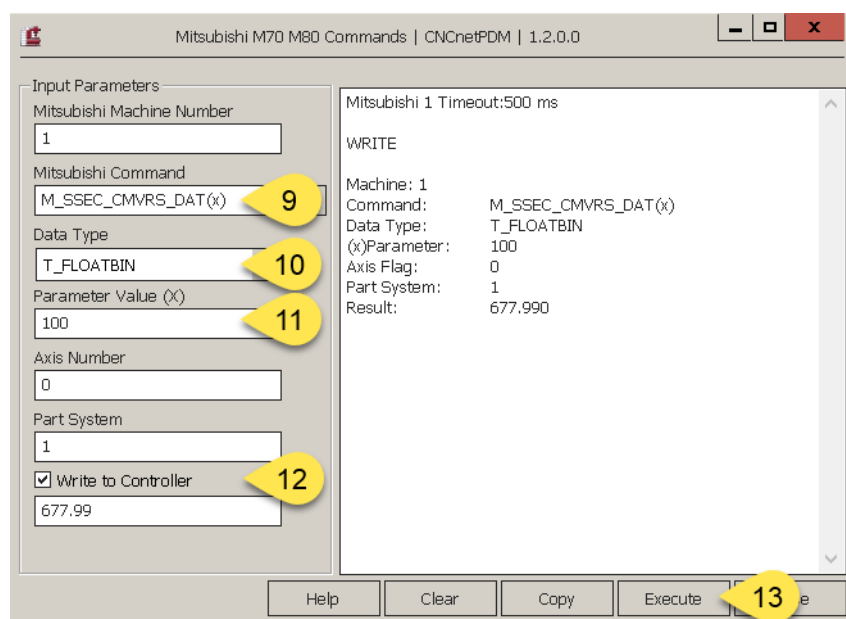 Mitsubishi M70 M80 Commands | CNCnetPDM | 1.2.0.0
Input Parameters
Mitsubishi Machine Number
1
Mitsubishi Command
M_SSEC_CMVRS_DAT(x)
9
Data Type
T_FLOATBIN
10
Parameter Value (X)
100
11
Axis Number
0
Part System
1
Write to Controller
12
677.99
Mitsubishi 1 Timeout:500 ms
WRITE
Machine: 1
Command: M_SSEC_CMVRS_DAT(x)
Data Type: T_FLOATBIN
(x)Parameter: 100
Axis Flag: 0
Part System: 1
Result: 677.990
Help Clear Copy Execute 13